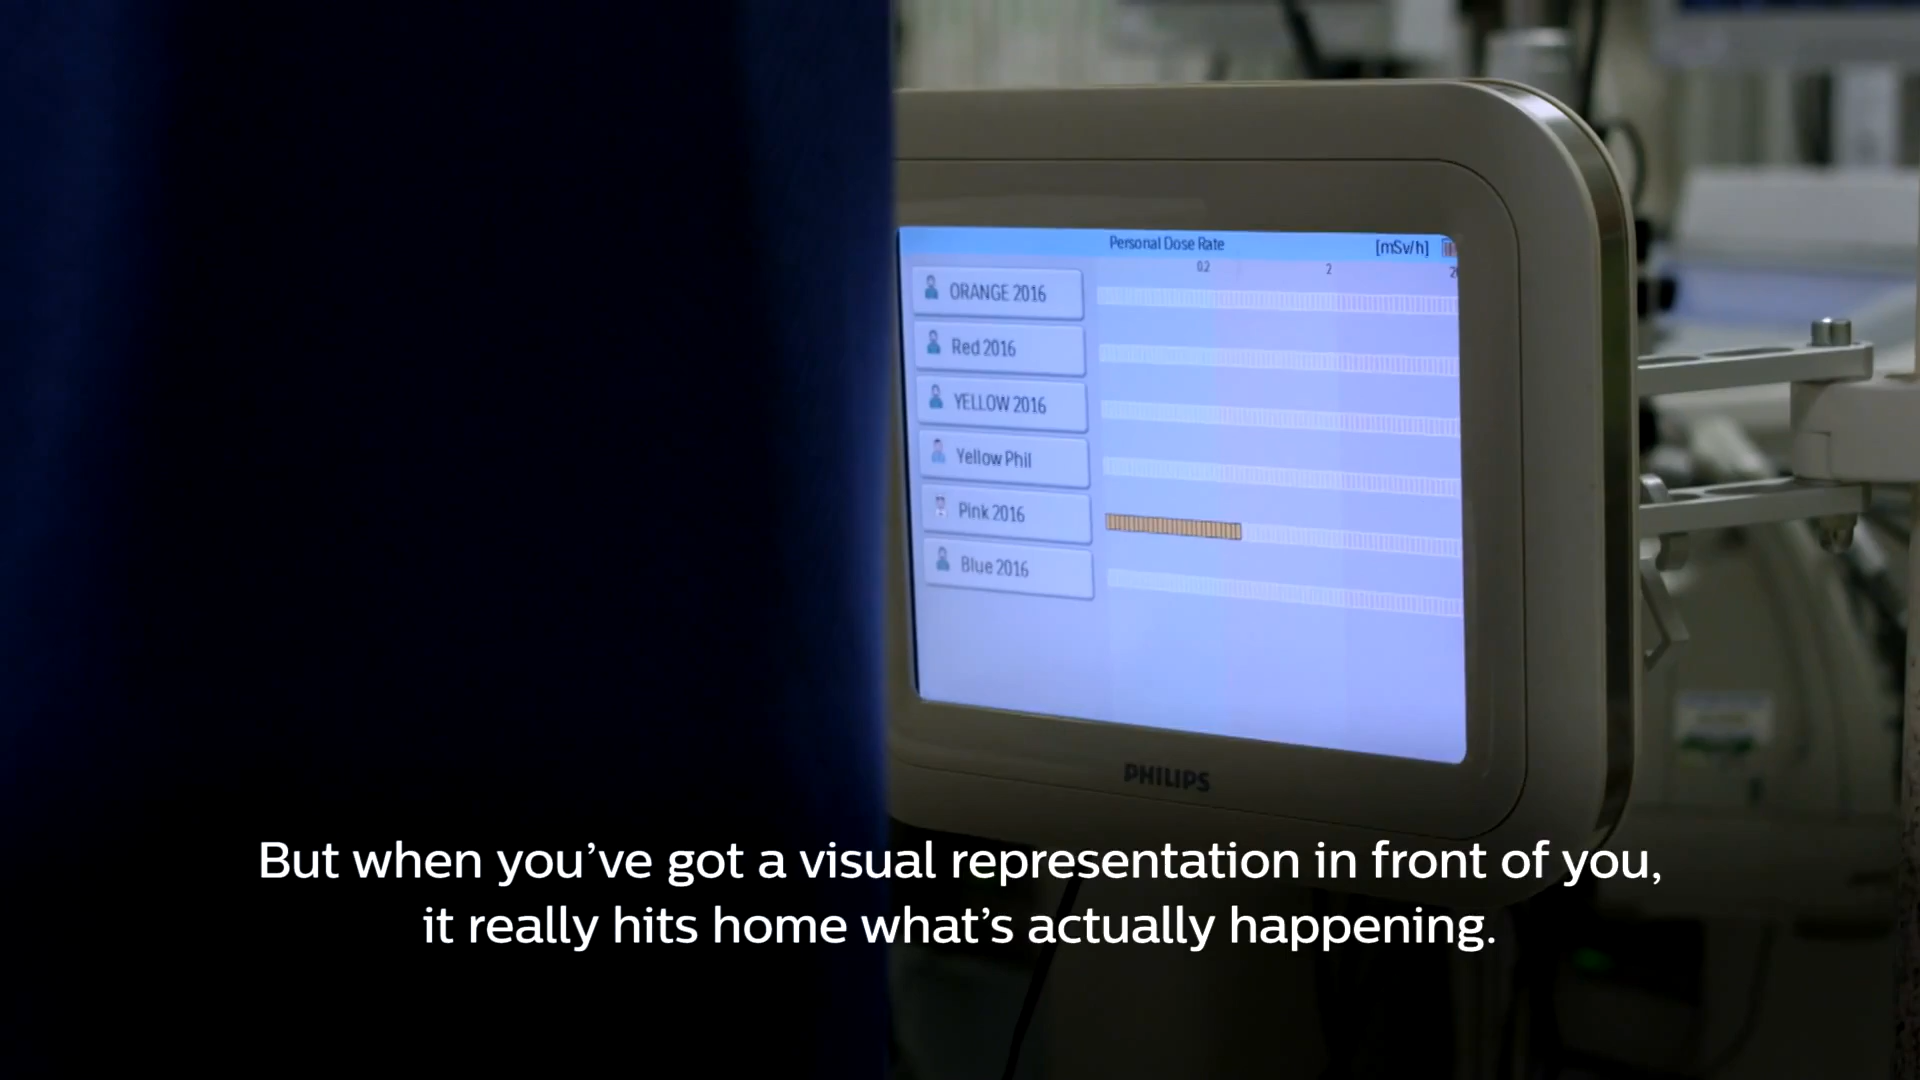 Personal Dose Rate [mSv/h]
0.2 2
ORANGE 2016
Red 2016
YELLOW 2016
Yellow Phil
Pink 2016
Blue 2016
PHILIPS
But when you’ve got a visual representation in front of you,
it really hits home what’s actually happening.